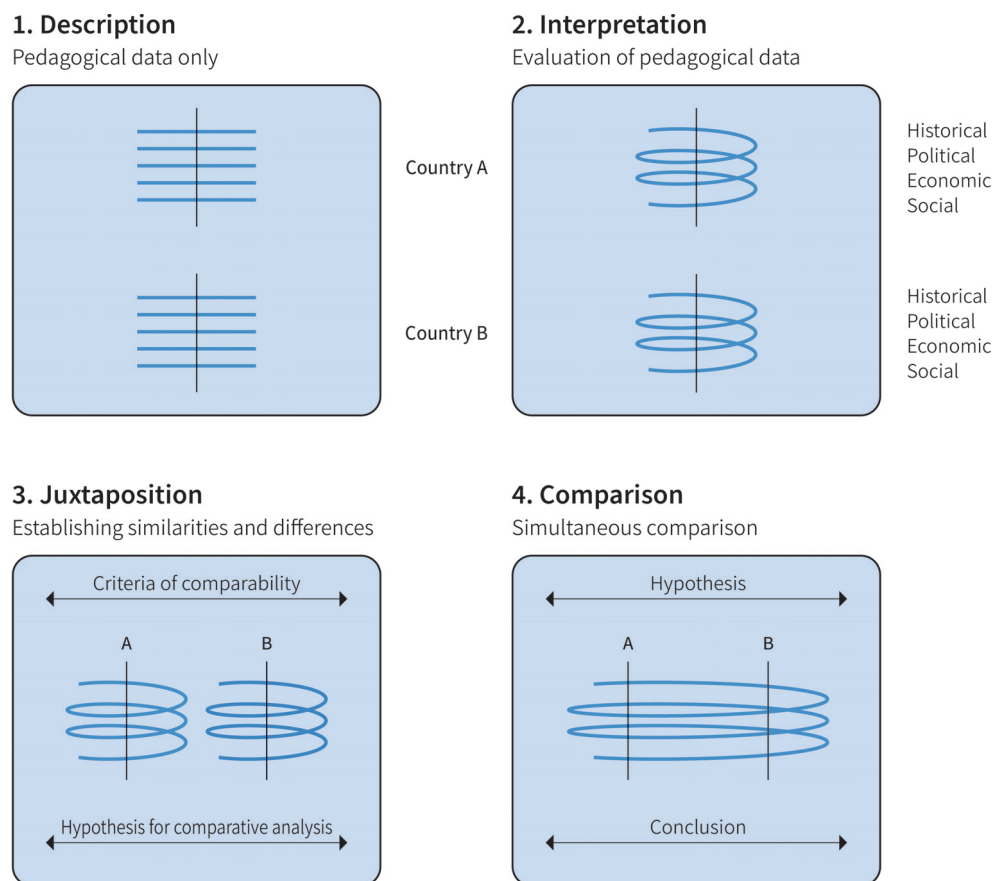 1. Description
Pedagogical data only
Country A
Country B
2. Interpretation
Evaluation of pedagogical data
Historical
Political
Economic
Social
Historical
Political
Economic
Social
3. Juxtaposition
Establishing similarities and differences
Criteria of comparability
A B
Hypothesis for comparative analysis
4. Comparison
Simultaneous comparison
Hypothesis
A B
Conclusion